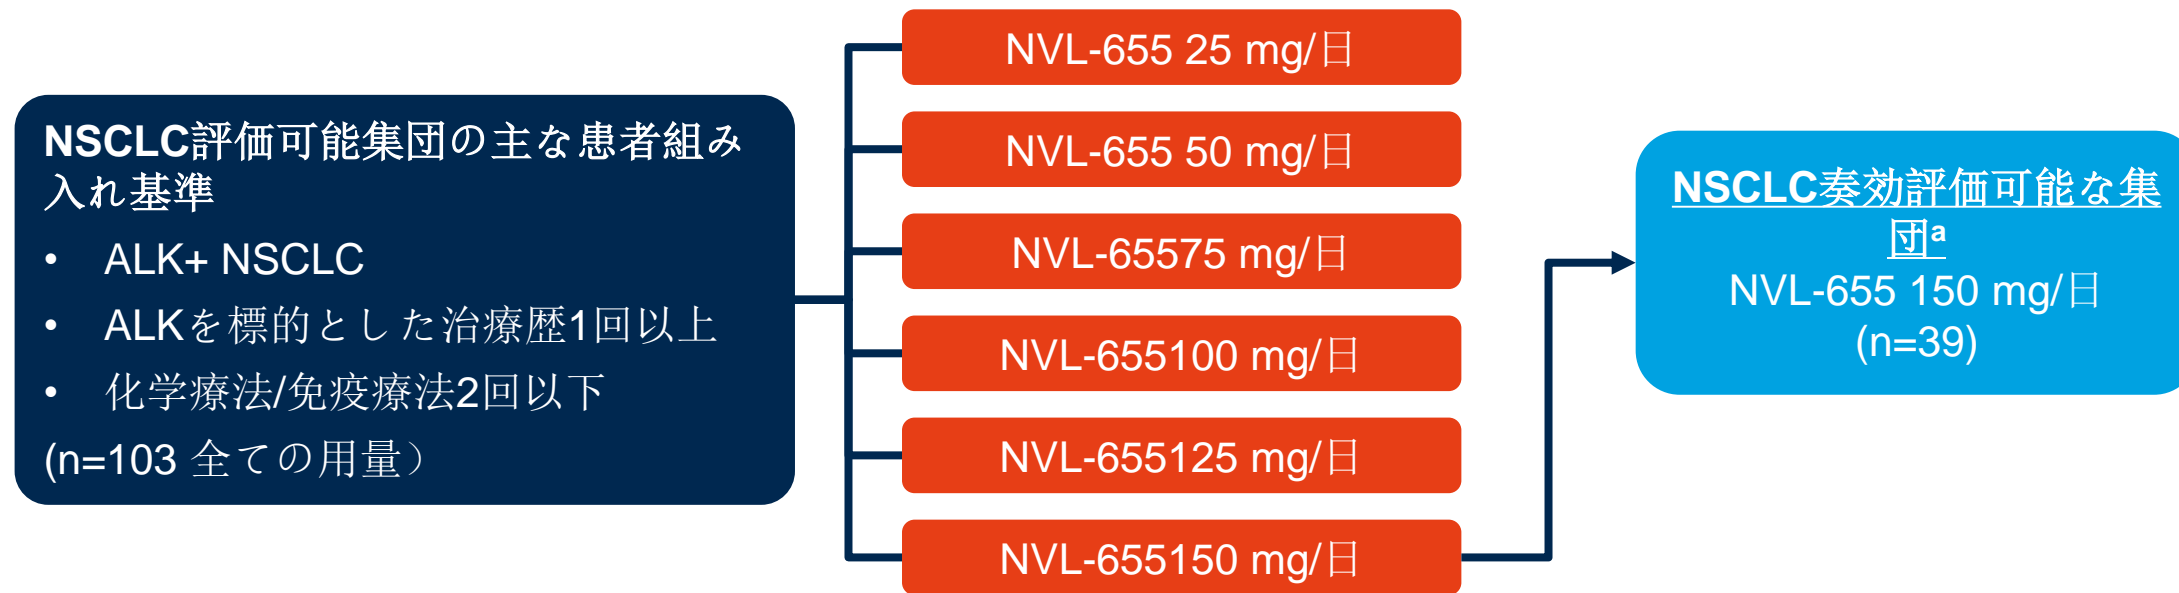 NSCLC評価可能集団の主な患者組み
入れ基準
• ALK+ NSCLC
• ALKを標的とした治療歴1回以上
• 化学療法/免疫療法2回以下
(n=103 全ての用量）
NVL-655 25 mg/日
NVL-655 50 mg/日
NVL-65575 mg/日
NVL-655100 mg/日
NVL-655125 mg/日
NVL-655150 mg/日
NSCLC奏効評価可能な集
団a
NVL-655 150 mg/日
(n=39)